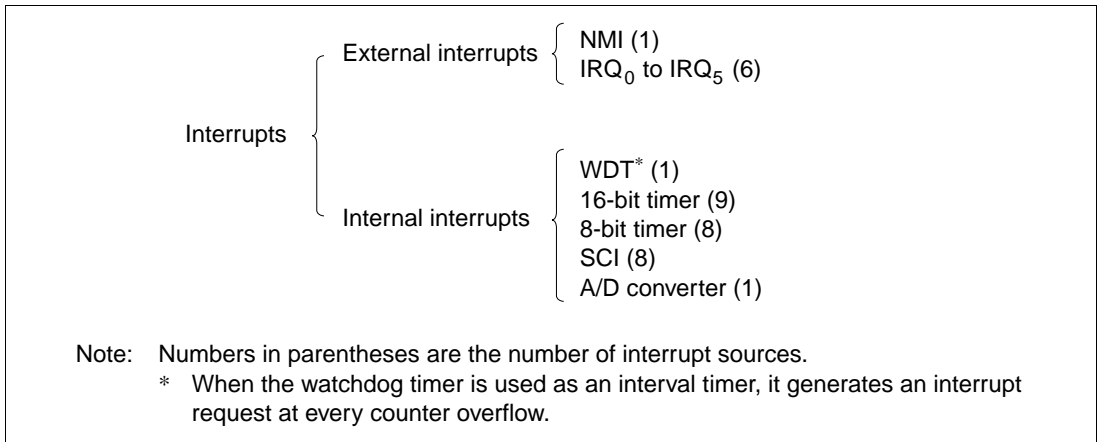 External interrupts
NMI (1)
IRQ₀ to IRQ₅ (6)
Interrupts
Internal interrupts
WDT* (1)
16-bit timer (9)
8-bit timer (8)
SCI (8)
A/D converter (1)
Note: Numbers in parentheses are the number of interrupt sources.
* When the watchdog timer is used as an interval timer, it generates an interrupt
request at every counter overflow.